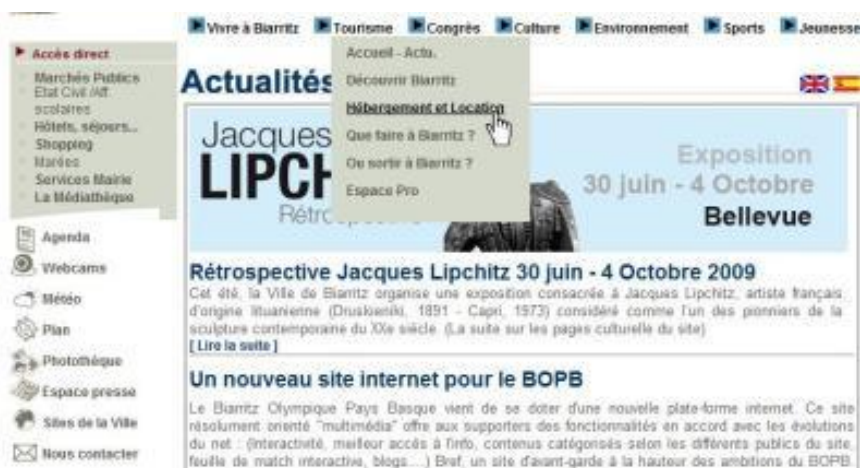 Vivre à Biarritz Tourisme Congrès Culture Environnement Sports Jeunesse
Accès direct
Marchés Publics
Etat Civil /Aff
scolaires
Hôtels, séjours...
Shopping
Marées
Services Mairie
La Médiathèque
Agenda
Webcams
Météo
Plan
Photothèque
Espace presse
Sites de la Ville
Nous contacter
Accueil - Actu.
Découvrir Biarritz
Hébergement et Location
Que faire à Biarritz ?
Ou sortir à Biarritz ?
Espace Pro
Actualités
Jacques
LIPCH
Rétro
Exposition
30 juin - 4 Octobre
Bellevue
Rétrospective Jacques Lipchitz 30 juin - 4 Octobre 2009
Cet été, la Ville de Biarritz organise une exposition consacrée à Jacques Lipchitz, artiste français
d'origine lituanienne (Druskieniki, 1891 - Capri, 1973) considéré comme l'un des pionniers de la
sculpture contemporaine du XXe siècle. (La suite sur les pages culturelle du site)
[ Lire la suite ]
Un nouveau site internet pour le BOPB
Le Biarritz Olympique Pays Basque vient de se doter d'une nouvelle plate-forme internet. Ce site
résolument orienté "multimédia" offre aux supporters des fonctionnalités en accord avec les évolutions
du net : (Interactivité, meilleur accès à l'info, contenus catégorisés selon les différents publics du site,
feuille de match interactive, blogs....) Bref, un site d'avant-garde à la hauteur des ambitions du BOPB.